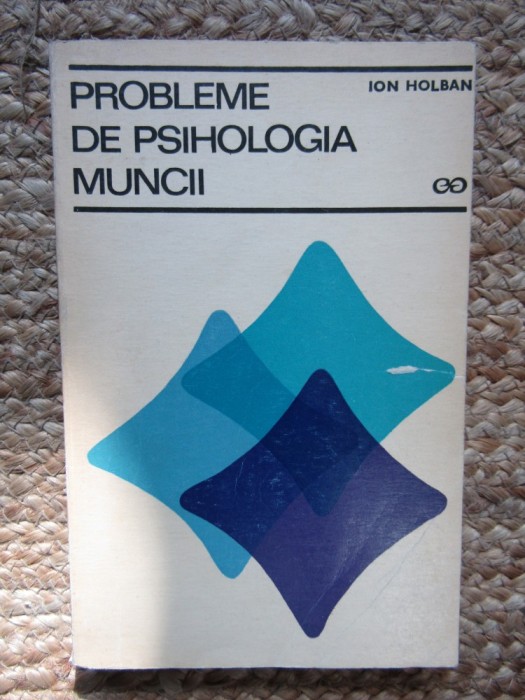 ION HOLBAN
PROBLEME
DE PSIHOLOGIA
MUNCII